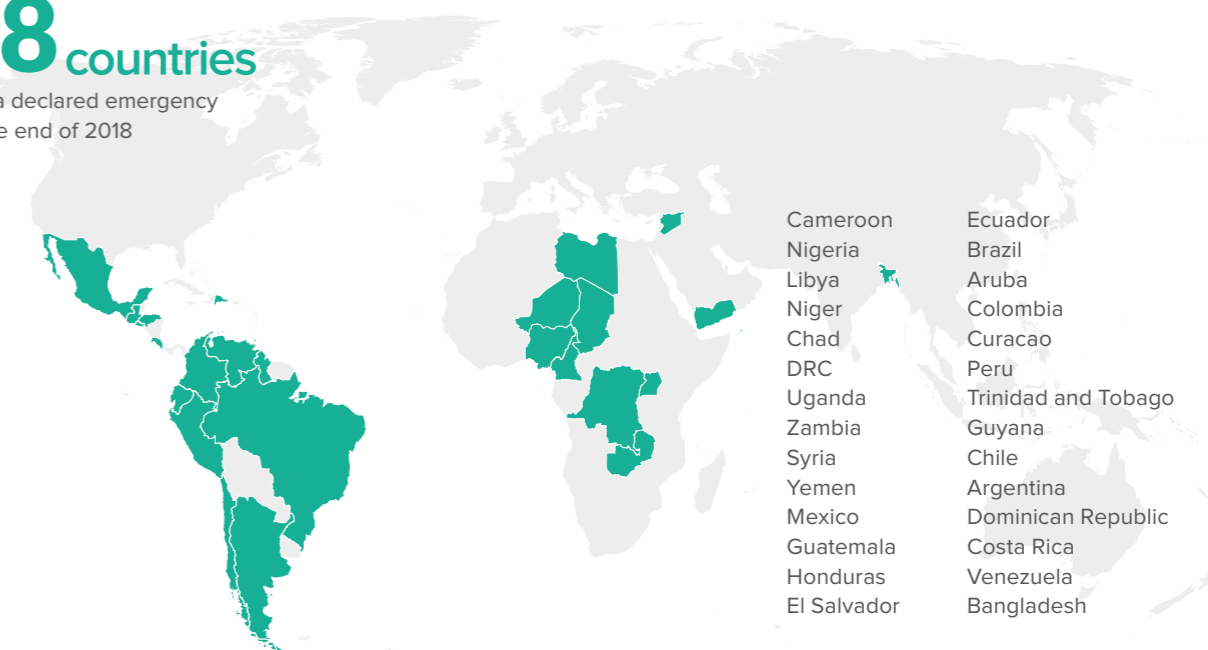 8 countries
a declared emergency
e end of 2018
Cameroon
Nigeria
Libya
Niger
Chad
DRC
Uganda
Zambia
Syria
Yemen
Mexico
Guatemala
Honduras
El Salvador
Ecuador
Brazil
Aruba
Colombia
Curacao
Peru
Trinidad and Tobago
Guyana
Chile
Argentina
Dominican Republic
Costa Rica
Venezuela
Bangladesh